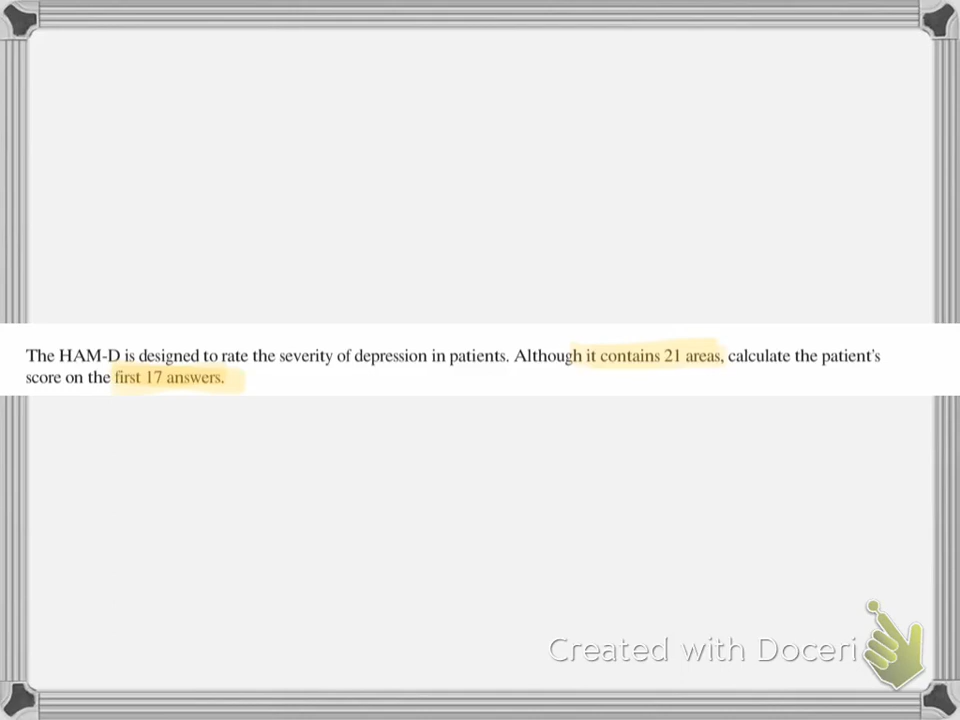 The HAM-D is designed to rate the severity of depression in patients. Although it contains 21 areas, calculate the patient's
score on the first 17 answers.
Created with Doceri